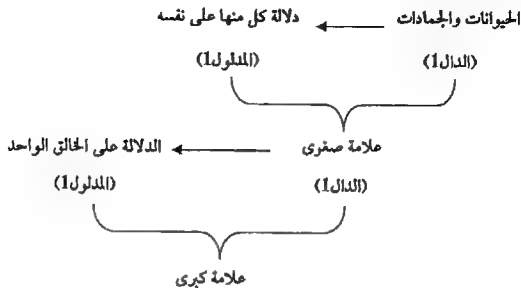 الحيوانات والجمادات ← دلالة كل منها على نفسه
(الدال1) (المدلول1)
علامة صغرى ← الدلالة على الخالق الواحد
(الدال1) (المدلول1)
علامة كبرى